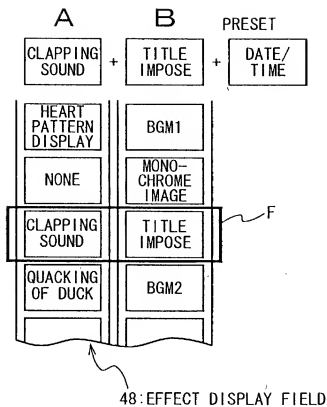 PRESET
A B
CLAPPING
SOUND
+
TITLE
IMPOSE
+
DATE/
TIME
HEART
PATTERN
DISPLAY
BGM1
NONE
MONO-
CHROME
IMAGE
CLAPPING
SOUND
TITLE
IMPOSE
F
QUACKING
OF DUCK
BGM2
48:EFFECT DISPLAY FIELD